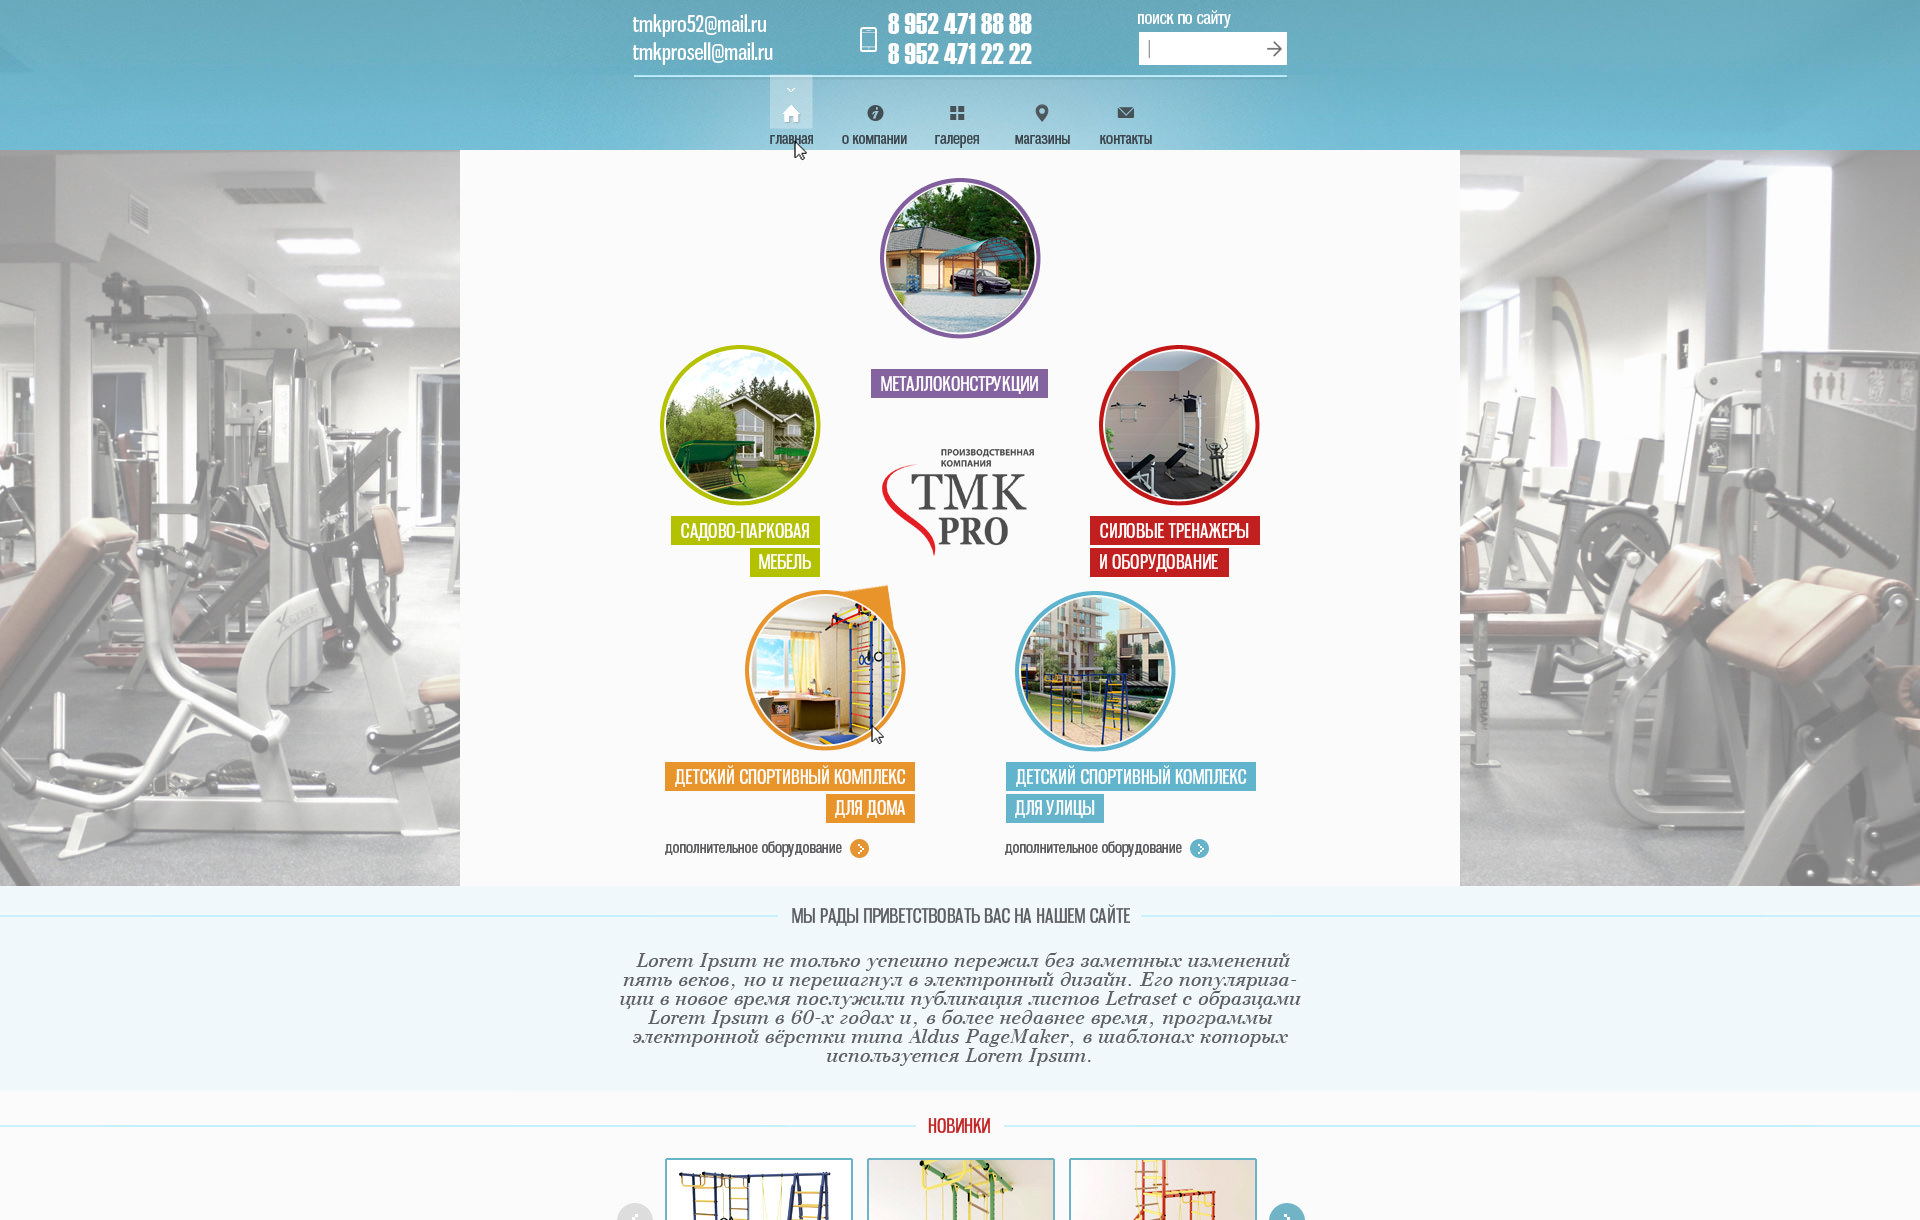 tmkpro52@mail.ru
tmkprosell@mail.ru
8 952 471 88 88
8 952 471 22 22
поиск по сайту
главная
о компании
галерея
магазины
контакты
МЕТАЛЛОКОНСТРУКЦИИ
САДОВО-ПАРКОВАЯ
МЕБЕЛЬ
ПРОИЗВОДСТВЕННАЯ
КОМПАНИЯ
TMK
PRO
СИЛОВЫЕ ТРЕНАЖЕРЫ
И ОБОРУДОВАНИЕ
ДЕТСКИЙ СПОРТИВНЫЙ КОМПЛЕКС
ДЛЯ ДОМА
дополнительное оборудование
ДЕТСКИЙ СПОРТИВНЫЙ КОМПЛЕКС
ДЛЯ УЛИЦЫ
дополнительное оборудование
МЫ РАДЫ ПРИВЕТСТВОВАТЬ ВАС НА НАШЕМ САЙТЕ
Lorem Ipsum не только успешно пережил без заметных изменений
пять веков, но и перешагнул в электронный дизайн. Его популяриза-
ции в новое время послужили публикация листов Letraset с образцами
Lorem Ipsum в 60-х годах и, в более недавнее время, программы
электронной вёрстки типа Aldus PageMaker, в шаблонах которых
используется Lorem Ipsum.
НОВИНКИ